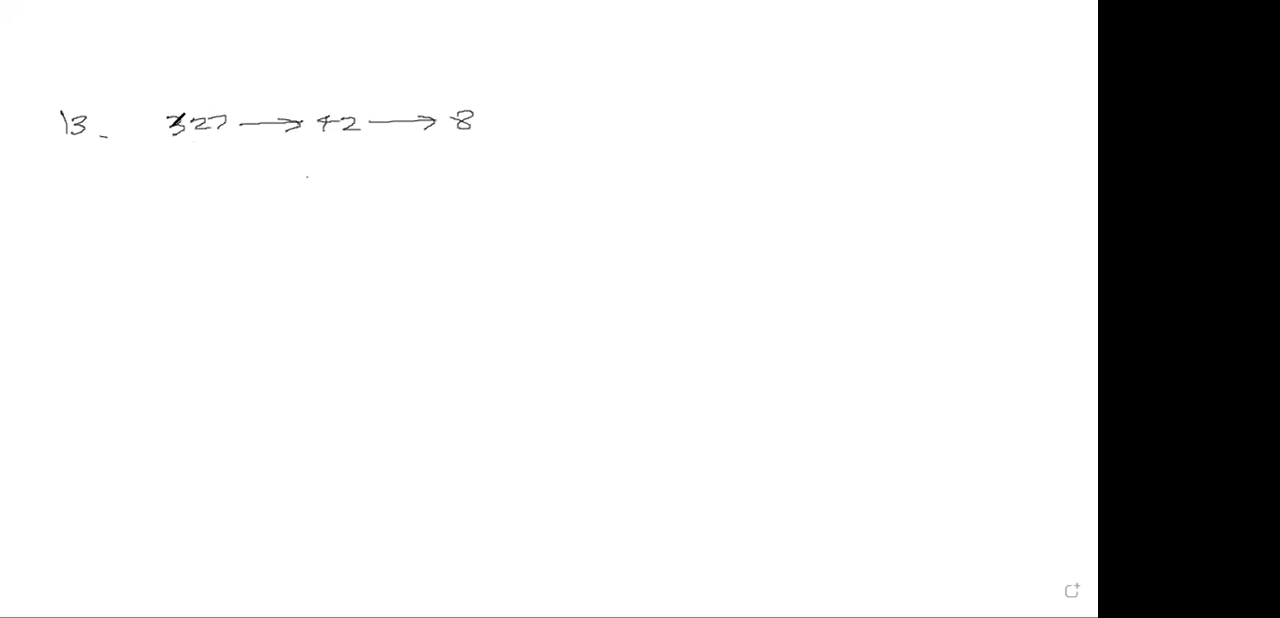 13. 327 → 42 → 8